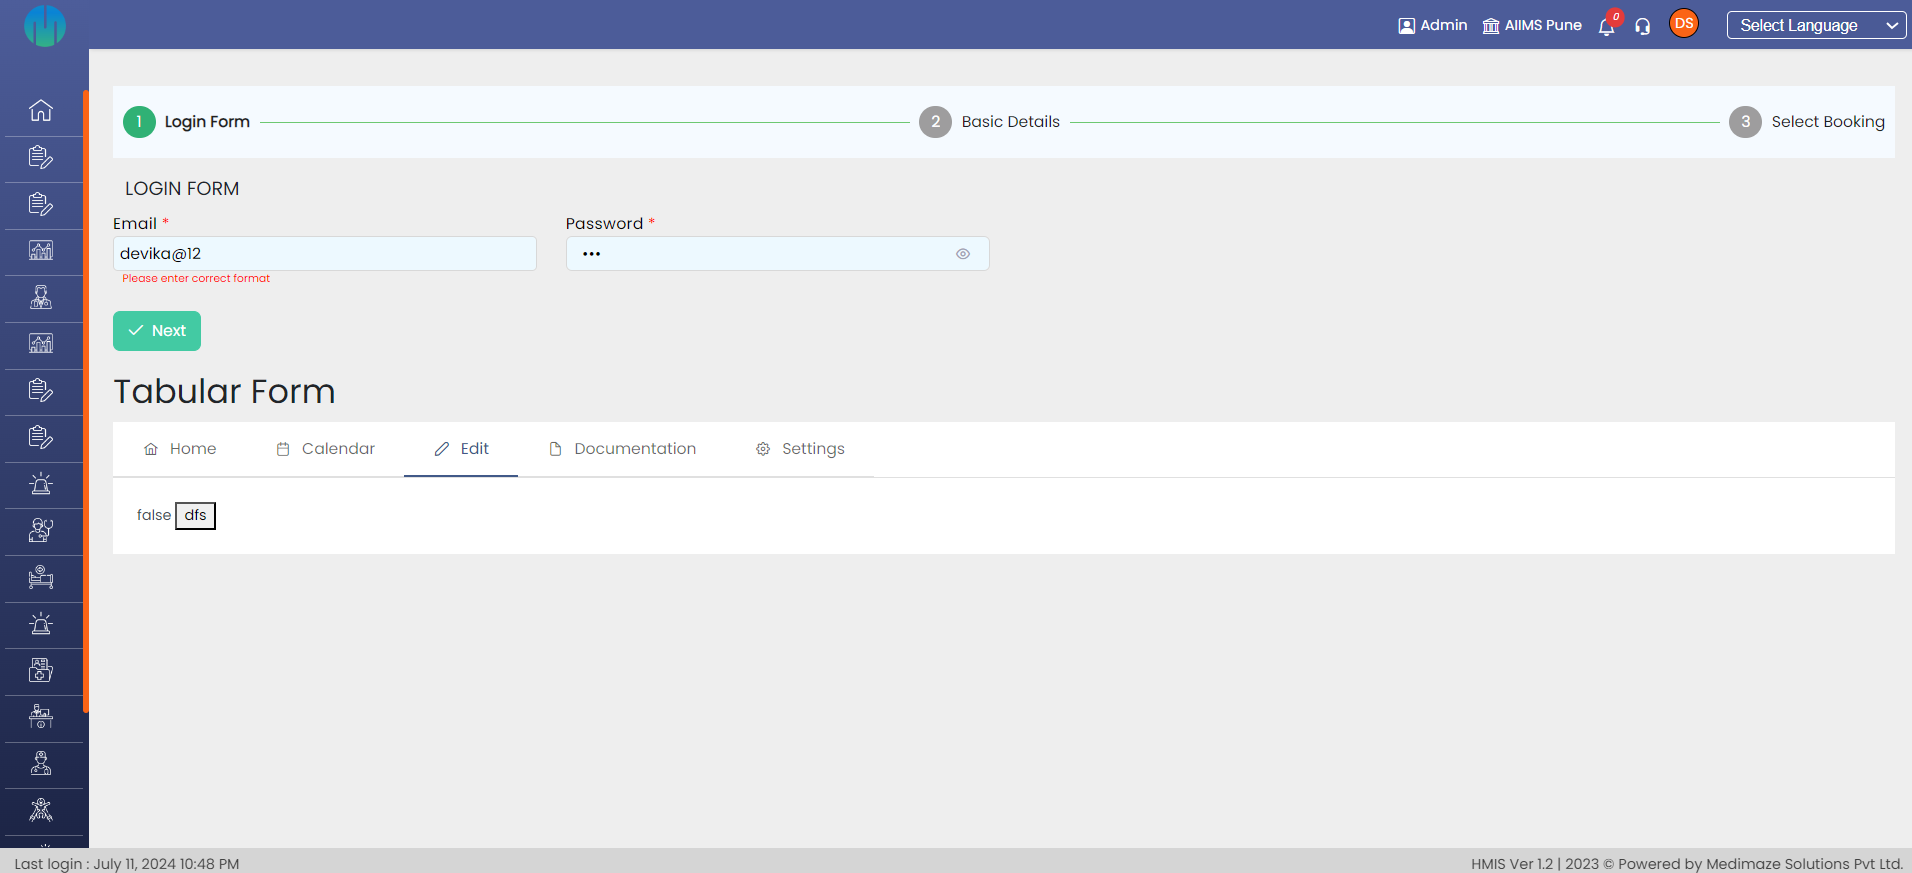 Admin AIIMS Pune 0 DS Select Language
1 Login Form 2 Basic Details 3 Select Booking
LOGIN FORM
Email * Password *
devika@12 •••
Please enter correct format
Next
Tabular Form
Home Calendar Edit Documentation Settings
false dfs
Last login : July 11, 2024 10:48 PM HMIS Ver 1.2 | 2023 © Powered by Medimaze Solutions Pvt Ltd.